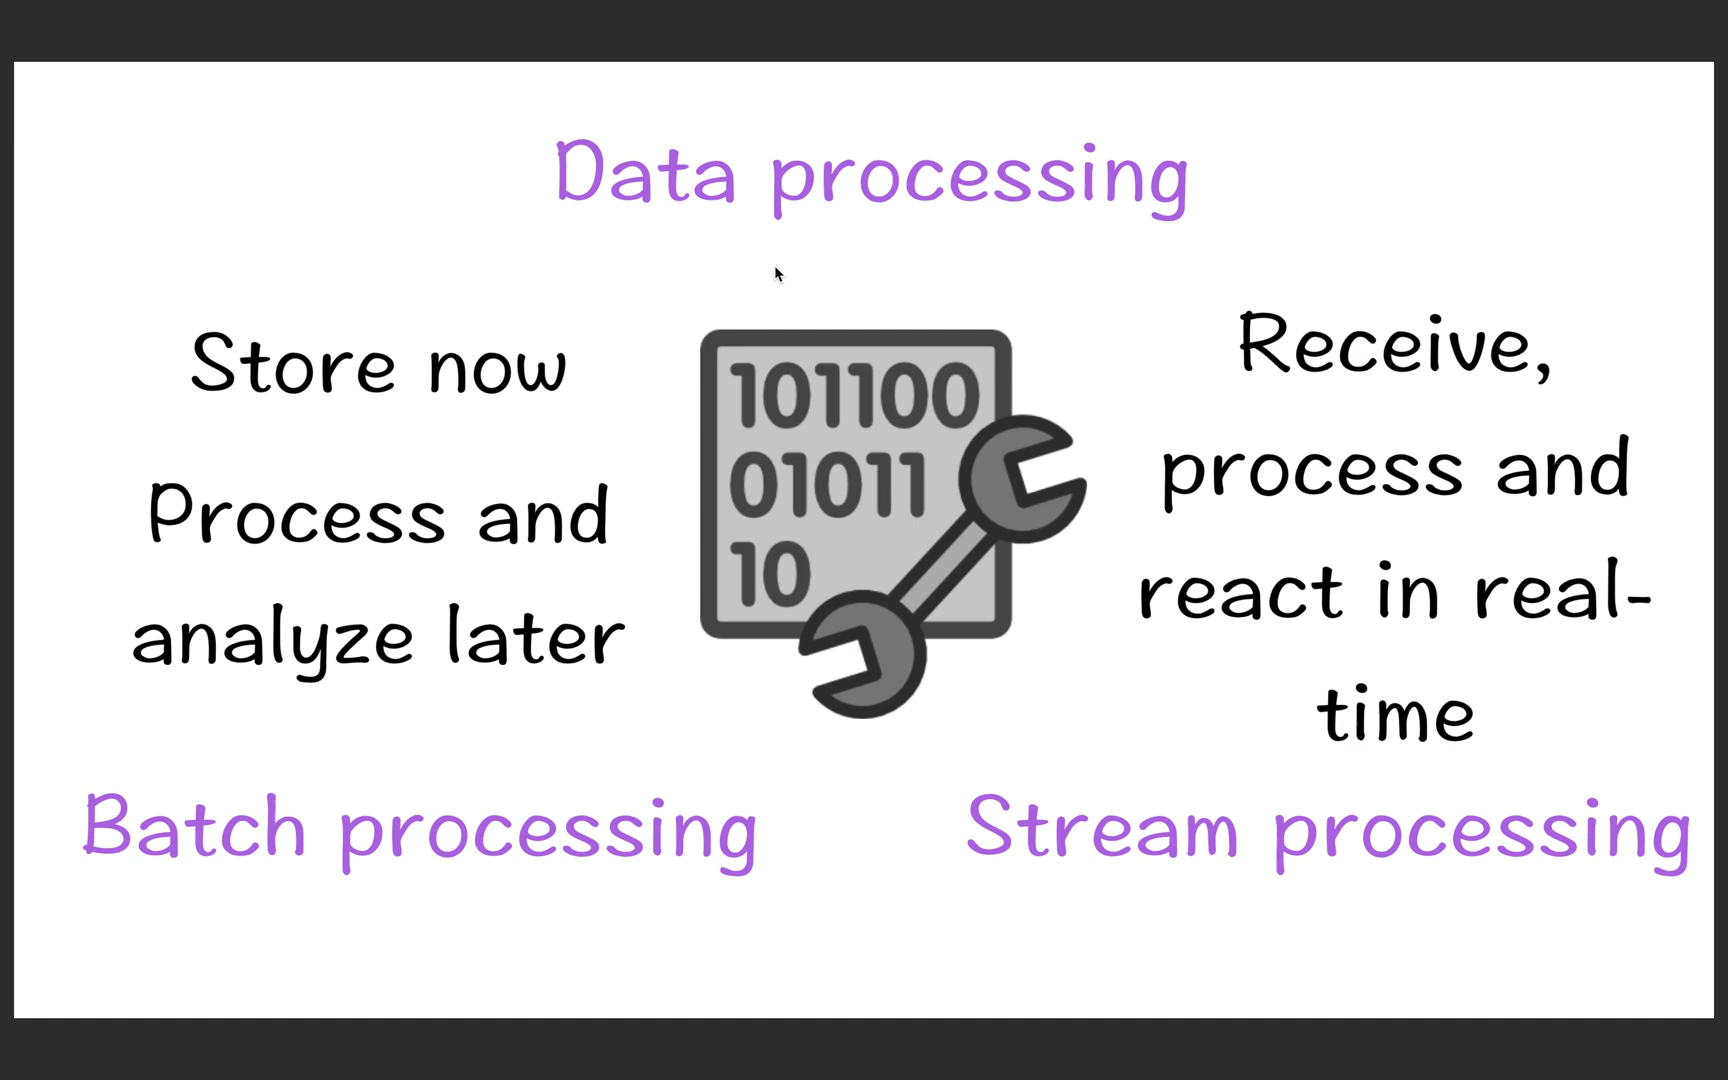 Data processing
Store now
Process and
analyze later
Batch processing
101100
01011
10
Receive,
process and
react in real-
time
Stream processing